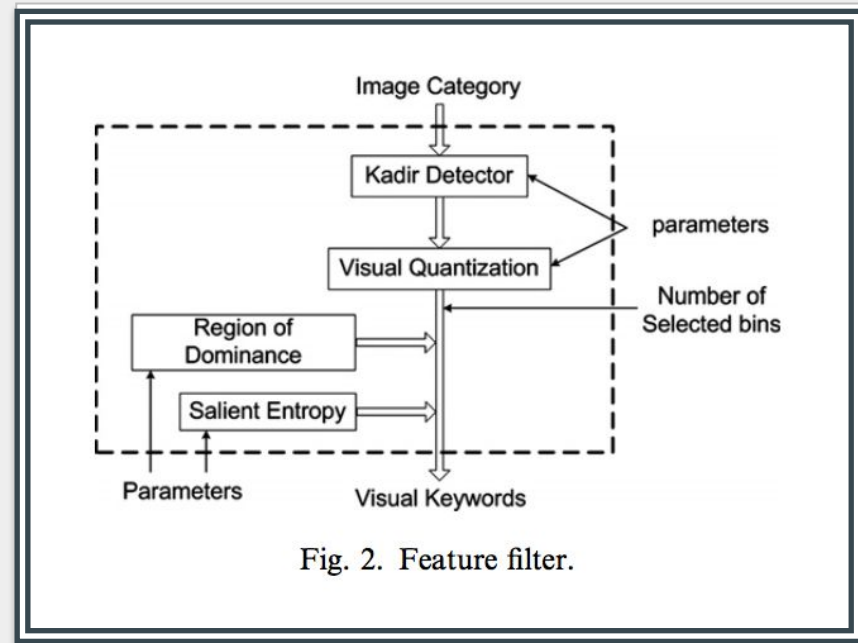 Image Category
Kadir Detector
parameters
Visual Quantization
Number of
Selected bins
Region of
Dominance
Salient Entropy
Parameters
Visual Keywords
Fig. 2. Feature filter.